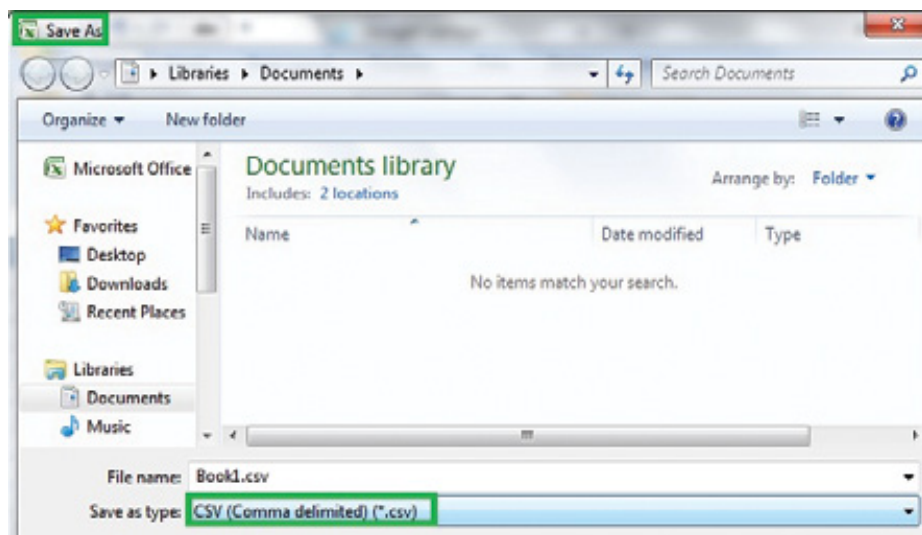 Save As
Libraries ▸ Documents ▸
Search Documents
Organize ▾ New folder
Microsoft Office
Documents library
Includes: 2 locations
Arrange by: Folder ▾
Favorites
Name Date modified Type
Desktop
Downloads
No items match your search.
Recent Places
Libraries
Documents
Music
File name: Book1.csv
Save as type: CSV (Comma delimited) (*.csv)